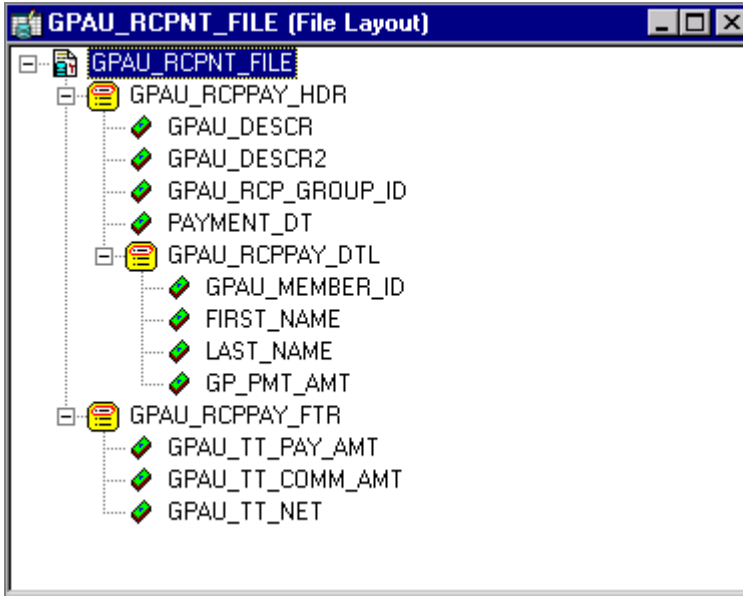 GPAU_RCPNT_FILE (File Layout)
GPAU_RCPNT_FILE
GPAU_RCPPAY_HDR
GPAU_DESCR
GPAU_DESCR2
GPAU_RCP_GROUP_ID
PAYMENT_DT
GPAU_RCPPAY_DTL
GPAU_MEMBER_ID
FIRST_NAME
LAST_NAME
GP_PMT_AMT
GPAU_RCPPAY_FTR
GPAU_TT_PAY_AMT
GPAU_TT_COMM_AMT
GPAU_TT_NET